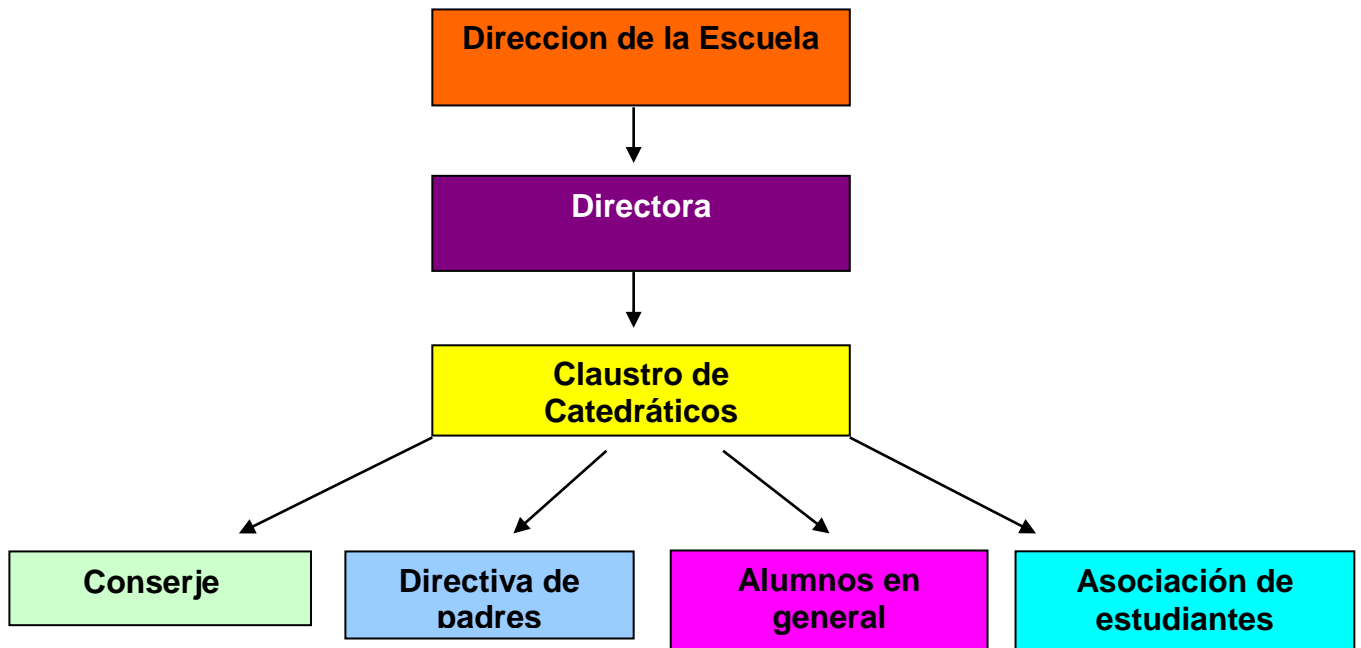 Direccion de la Escuela
Directora
Claustro de
Catedráticos
Conserje
Directiva de
padres
Alumnos en
general
Asociación de
estudiantes